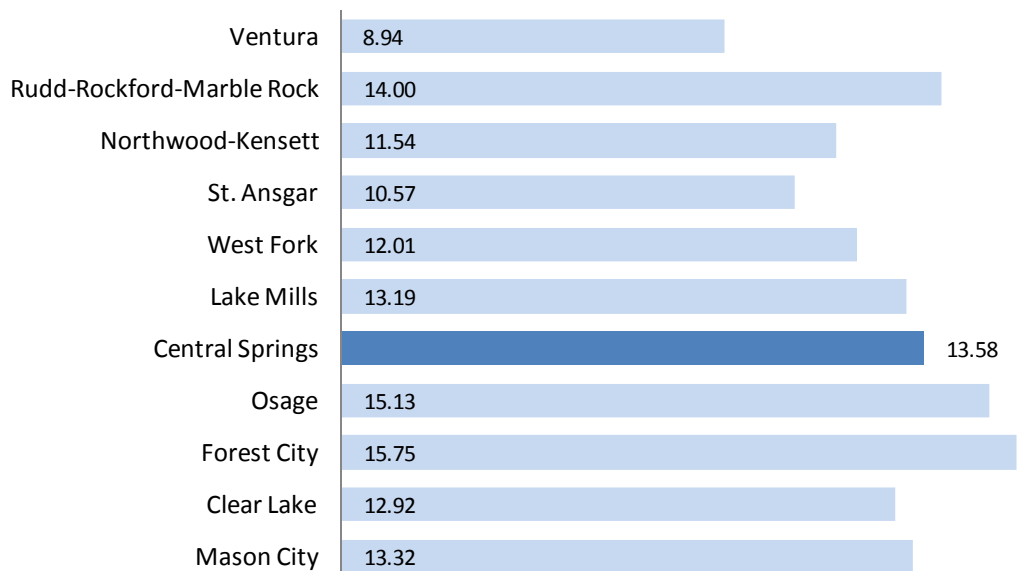 Ventura 8.94
Rudd-Rockford-Marble Rock 14.00
Northwood-Kensett 11.54
St. Ansgar 10.57
West Fork 12.01
Lake Mills 13.19
Central Springs 13.58
Osage 15.13
Forest City 15.75
Clear Lake 12.92
Mason City 13.32